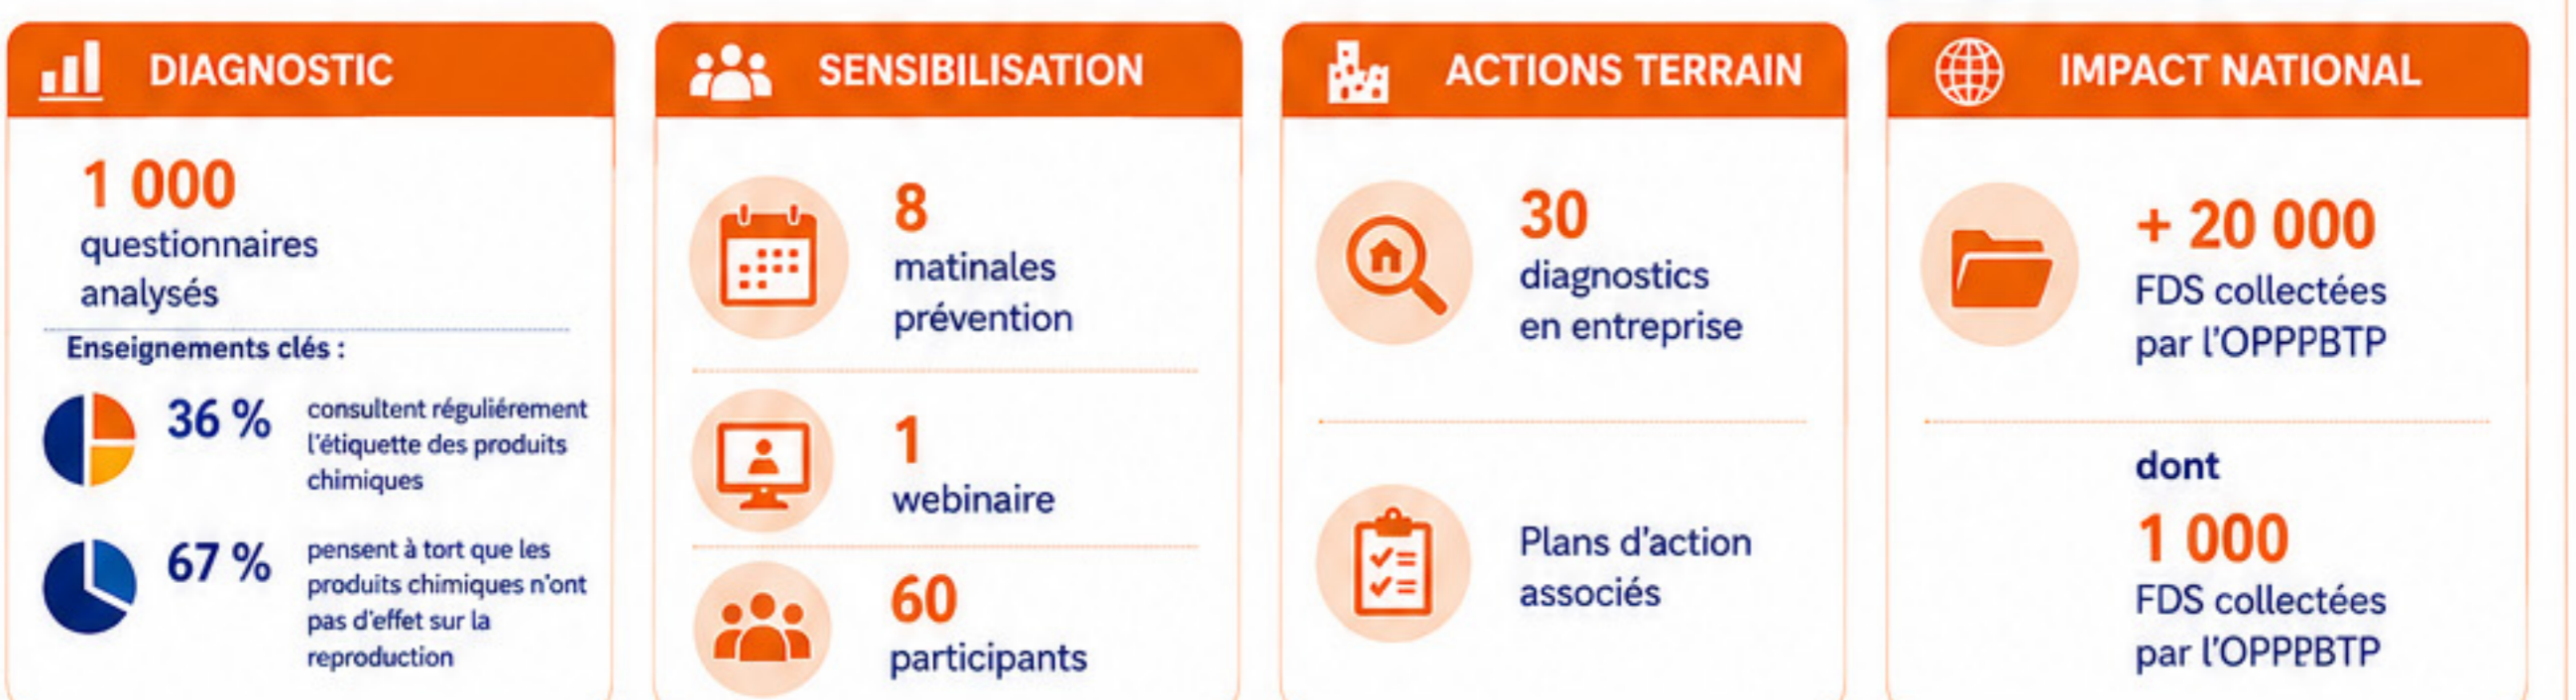 DIAGNOSTIC
1 000
questionnaires
analysés
Enseignements clés :
36 %
consultent réguliérement
l'étiquette des produits
chimiques
67 %
pensent à tort que les
produits chimiques n'ont
pas d'effet sur la
reproduction
SENSIBILISATION
8
matinales
prévention
1
webinaire
60
participants
ACTIONS TERRAIN
30
diagnostics
en entreprise
Plans d'action
associés
IMPACT NATIONAL
+ 20 000
FDS collectées
par l'OPPPBTP
dont
1 000
FDS collectées
par l'OPPPBTP